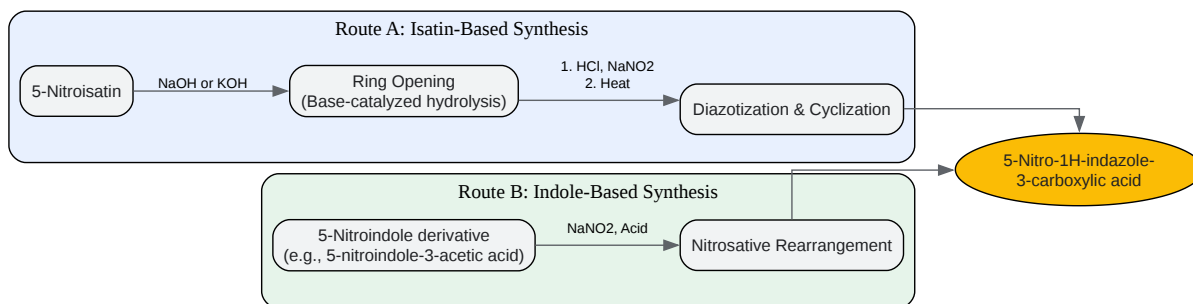 Route A: Isatin-Based Synthesis
5-Nitroisatin
NaOH or KOH
Ring Opening
(Base-catalyzed hydrolysis)
1. HCl, NaNO2
2. Heat
Diazotization & Cyclization
5-Nitro-1H-indazole-
3-carboxylic acid
Route B: Indole-Based Synthesis
5-Nitroindole derivative
(e.g., 5-nitroindole-3-acetic acid)
NaNO2, Acid
Nitrosative Rearrangement